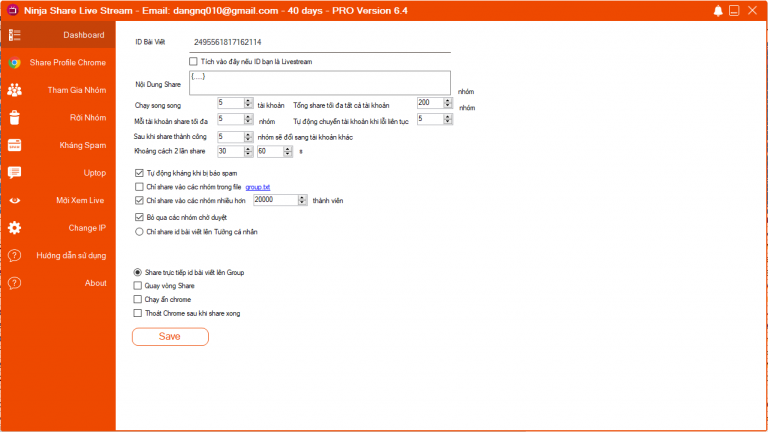 Ninja Share Live Stream - Email: dangnq010@gmail.com - 40 days - PRO Version 6.4
Dashboard
Share Profile Chrome
Tham Gia Nhóm
Rời Nhóm
Kháng Spam
Uptop
Mời Xem Live
Change IP
Hướng dẫn sử dụng
About
ID Bài Viết 2495561817162114
Tích vào đây nếu ID bạn là Livestream
Nội Dung Share {....} nhóm
Chạy song song 5 tài khoản Tổng share tối đa tất cả tài khoản 200 nhóm
Mỗi tài khoản share tối đa 5 nhóm Tự động chuyển tài khoản khi lỗi liên tục 5
Sau khi share thành công 5 nhóm sẽ đổi sang tài khoản khác
Khoảng cách 2 lần share 30 60 s
Tự động kháng khi bị báo spam
Chỉ share vào các nhóm trong file group.txt
Chỉ share vào các nhóm nhiều hơn 20000 thành viên
Bỏ qua các nhóm chờ duyệt
Chỉ share id bài viết lên Tường cá nhân
Share trực tiếp id bài viết lên Group
Quay vòng Share
Chạy ẩn chrome
Thoát Chrome sau khi share xong
Save